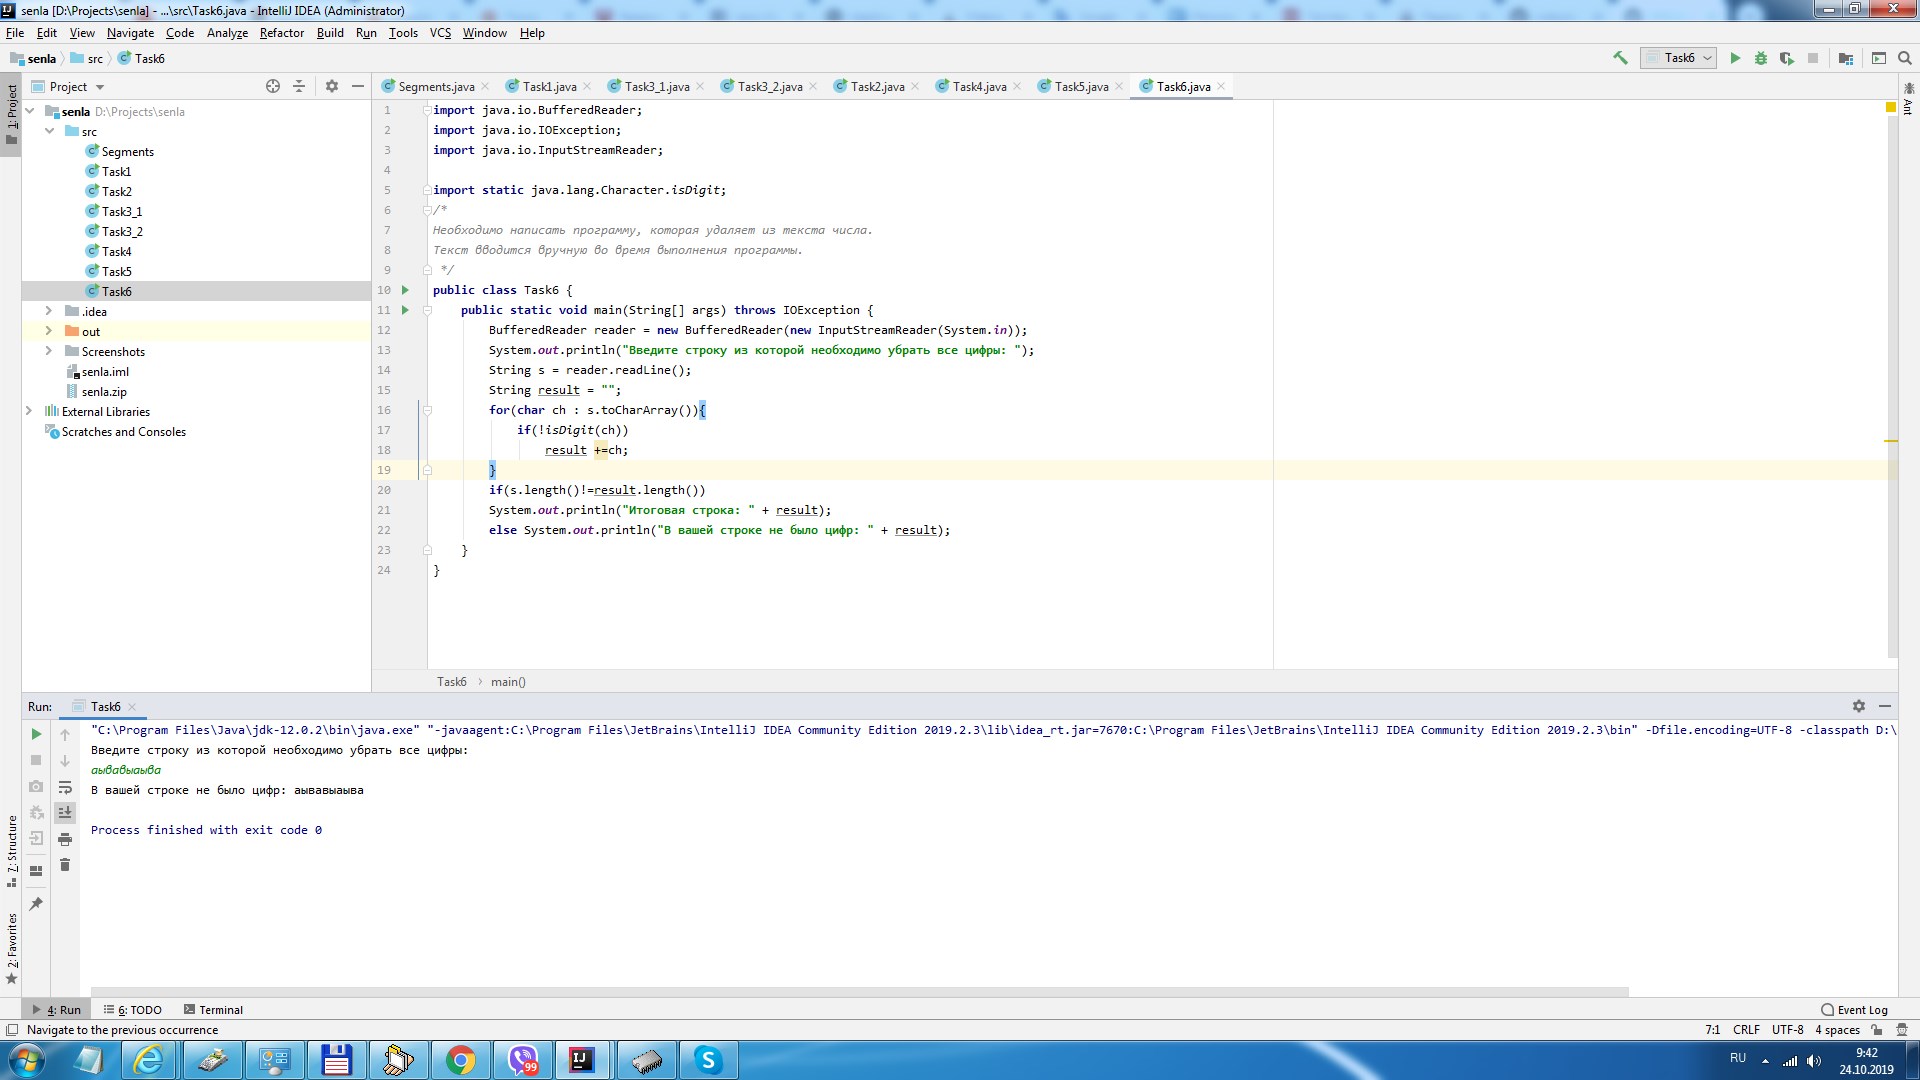 senla [D:\Projects\senla] - ...\src\Task6.java - IntelliJ IDEA (Administrator)
File Edit View Navigate Code Analyze Refactor Build Run Tools VCS Window Help
senla src Task6
Task6
Project
Segments.java Task1.java Task3_1.java Task3_2.java Task2.java Task4.java Task5.java Task6.java
1: Project
Ant
senla D:\Projects\senla
src
Segments
Task1
Task2
Task3_1
Task3_2
Task4
Task5
Task6
.idea
out
Screenshots
senla.iml
senla.zip
External Libraries
Scratches and Consoles
1 import java.io.BufferedReader;
2 import java.io.IOException;
3 import java.io.InputStreamReader;
4
5 import static java.lang.Character.isDigit;
6 /*
7 Необходимо написать программу, которая удаляет из текста числа.
8 Текст вводится вручную во время выполнения программы.
9 */
10 public class Task6 {
11 public static void main(String[] args) throws IOException {
12 BufferedReader reader = new BufferedReader(new InputStreamReader(System.in));
13 System.out.println("Введите строку из которой необходимо убрать все цифры: ");
14 String s = reader.readLine();
15 String result = "";
16 for(char ch : s.toCharArray()){
17 if(!isDigit(ch))
18 result +=ch;
19 }
20 if(s.length()!=result.length())
21 System.out.println("Итоговая строка: " + result);
22 else System.out.println("В вашей строке не было цифр: " + result);
23 }
24 }
Task6 main()
Run: Task6
"C:\Program Files\Java\jdk-12.0.2\bin\java.exe" "-javaagent:C:\Program Files\JetBrains\IntelliJ IDEA Community Edition 2019.2.3\lib\idea_rt.jar=7670:C:\Program Files\JetBrains\IntelliJ IDEA Community Edition 2019.2.3\bin" -Dfile.encoding=UTF-8 -classpath D:\
Введите строку из которой необходимо убрать все цифры:
аывавыаыва
В вашей строке не было цифр: аывавыаыва
Process finished with exit code 0
7: Structure
2: Favorites
4: Run 6: TODO Terminal
Event Log
Navigate to the previous occurrence
7:1 CRLF UTF-8 4 spaces
99
IJ
RU
9:42
24.10.2019